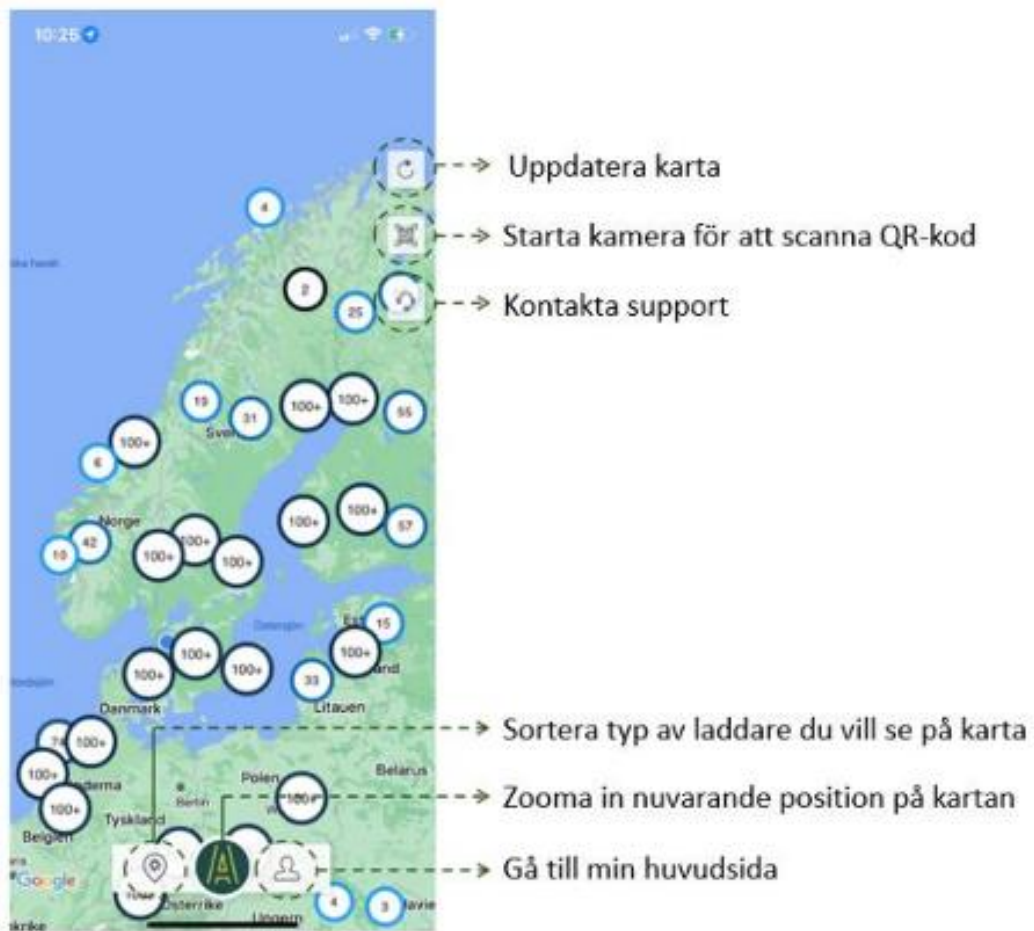 10:25
Uppdatera karta
4
Starta kamera för att scanna QR-kod
2
25
Kontakta support
19
31
100+
100+
55
Sve
100+
6
Norge
42
10
100+
100+
100+
100+
100+
57
15
100+
100+
100+
100+
33
Danmark
Litauen
Sortera typ av laddare du vill se på karta
100+
100+
Polen
Belarus
Berlin
100+
Zooma in nuvarande position på kartan
100+
Tyskland
Belgien
Gå till min huvudsida
Google
Österrike
Ungern
4
3